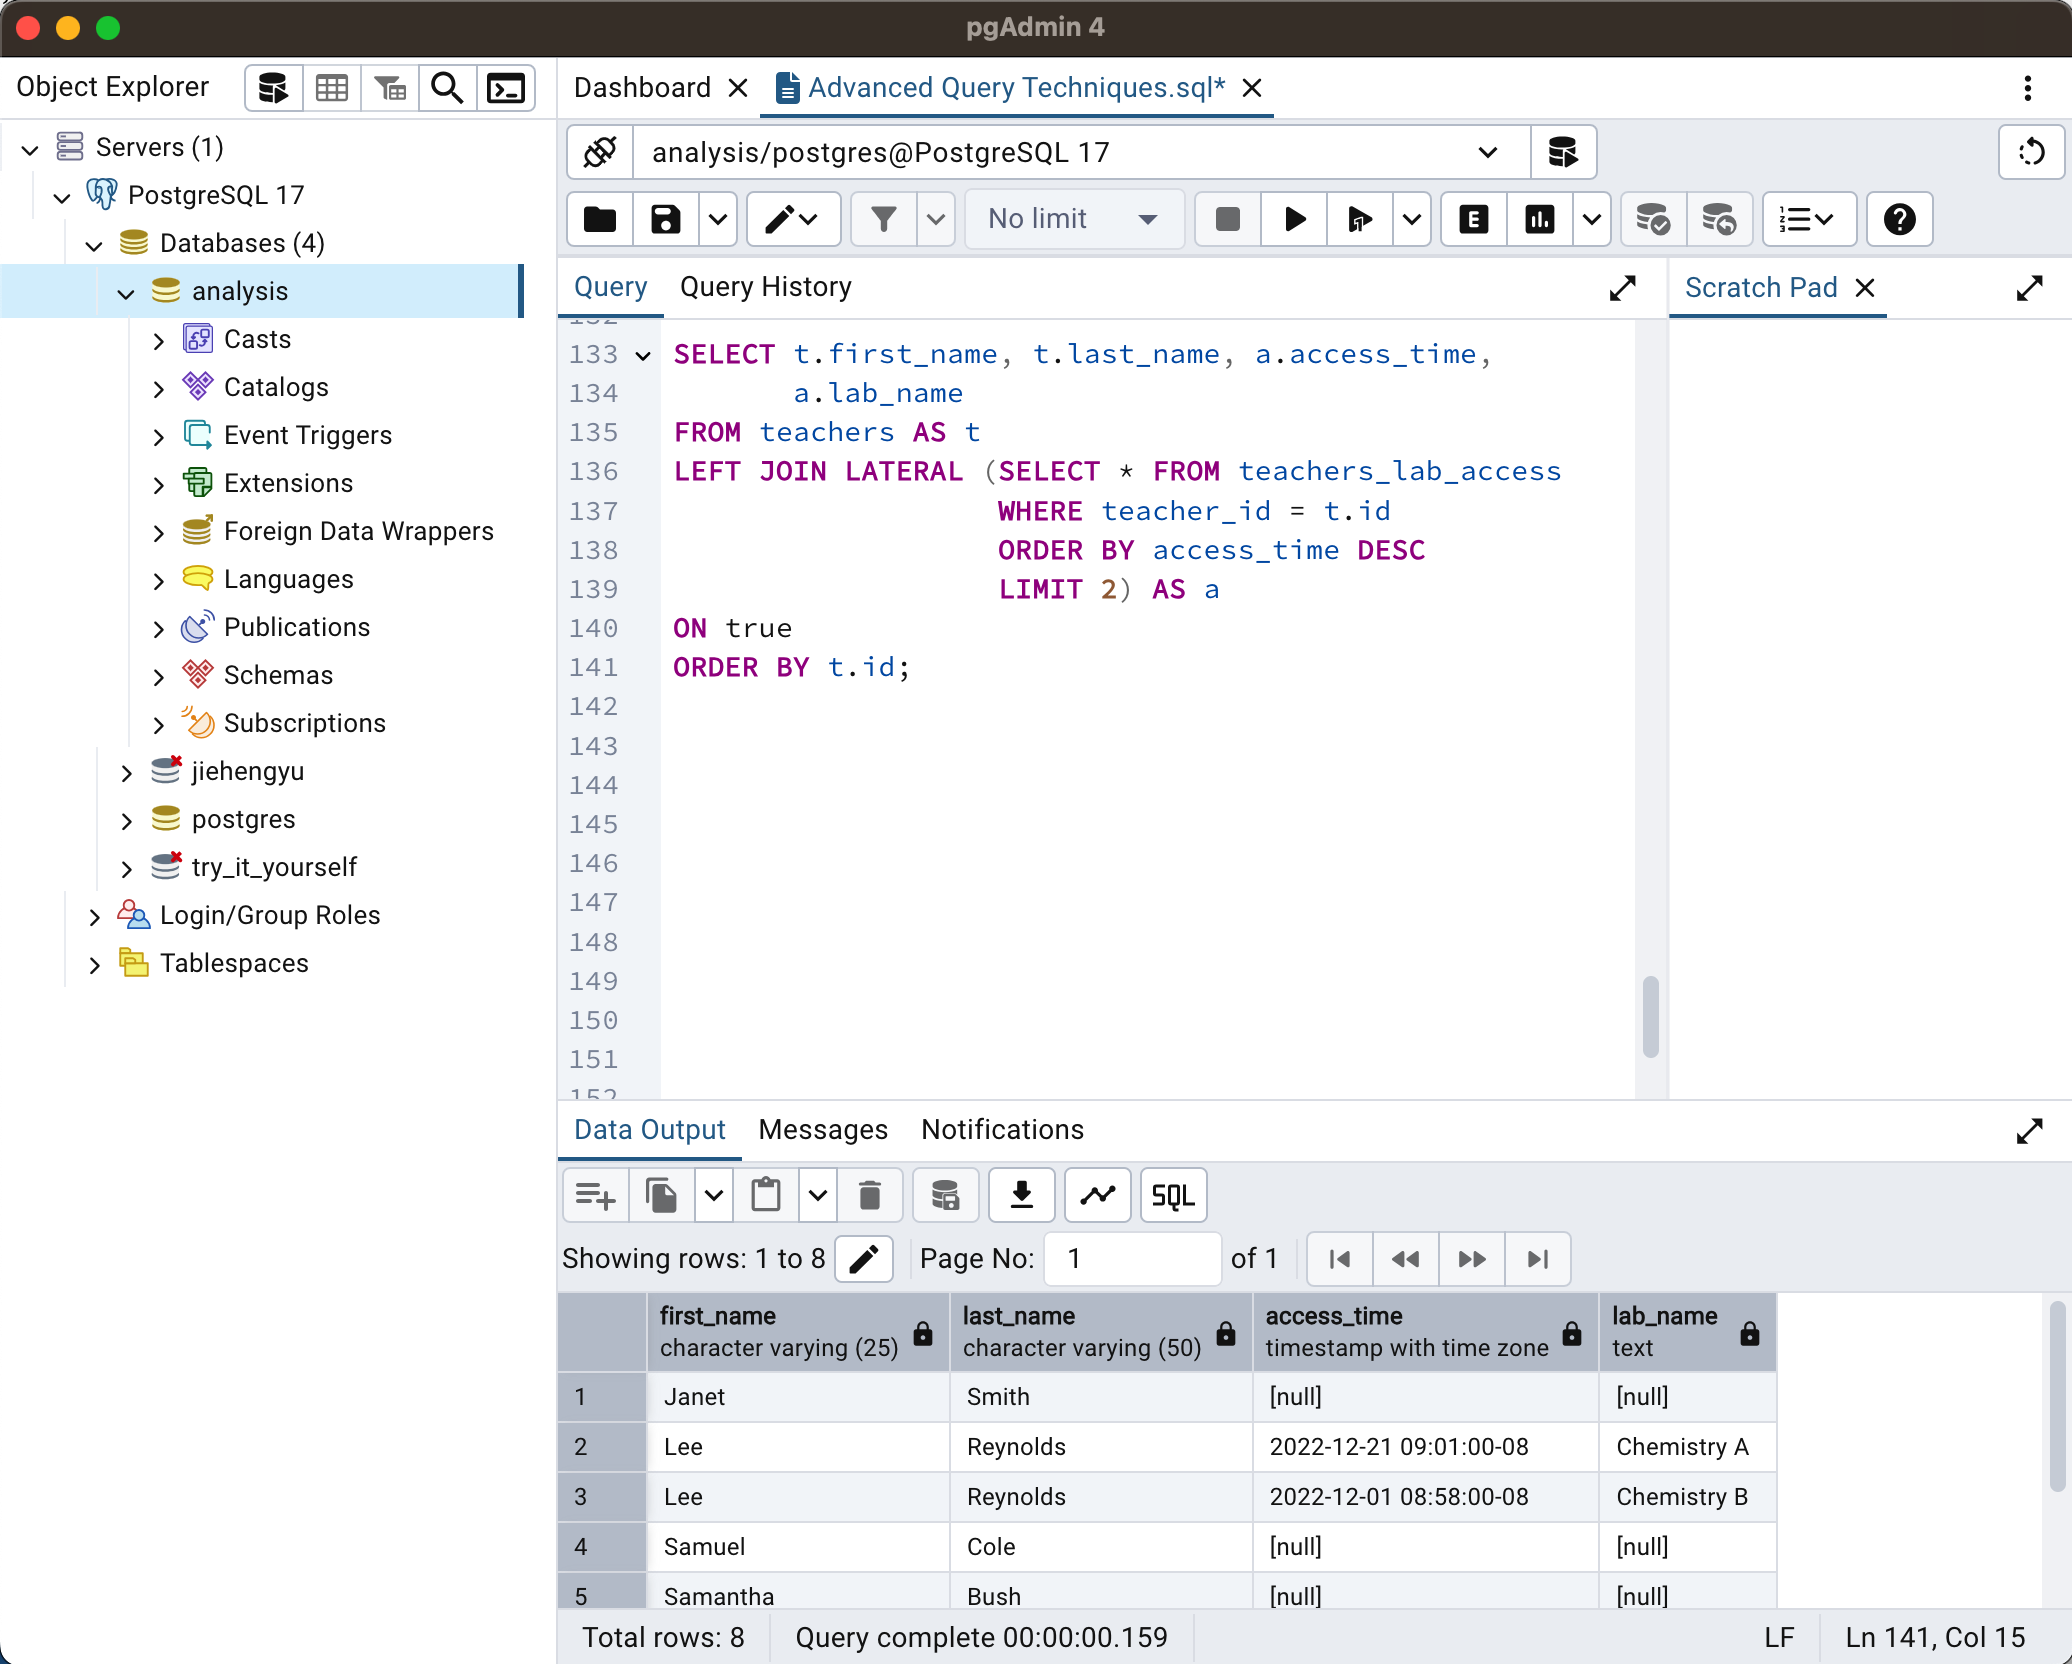 pgAdmin 4
Object Explorer
Servers (1)
PostgreSQL 17
Databases (4)
analysis
Casts
Catalogs
Event Triggers
Extensions
Foreign Data Wrappers
Languages
Publications
Schemas
Subscriptions
jiehengyu
postgres
try_it_yourself
Login/Group Roles
Tablespaces
Dashboard
Advanced Query Techniques.sql*
analysis/postgres@PostgreSQL 17
No limit
E
Query
Query History
Scratch Pad
132
133 SELECT t.first_name, t.last_name, a.access_time,
134 a.lab_name
135 FROM teachers AS t
136 LEFT JOIN LATERAL (SELECT * FROM teachers_lab_access
137 WHERE teacher_id = t.id
138 ORDER BY access_time DESC
139 LIMIT 2) AS a
140 ON true
141 ORDER BY t.id;
142
143
144
145
146
147
148
149
150
151
152
Data Output
Messages
Notifications
SQL
Showing rows: 1 to 8
Page No: 1 of 1
first_name last_name access_time lab_name
character varying (25) character varying (50) timestamp with time zone text
1 Janet Smith [null] [null]
2 Lee Reynolds 2022-12-21 09:01:00-08 Chemistry A
3 Lee Reynolds 2022-12-01 08:58:00-08 Chemistry B
4 Samuel Cole [null] [null]
5 Samantha Bush [null] [null]
Total rows: 8
Query complete 00:00:00.159
LF
Ln 141, Col 15